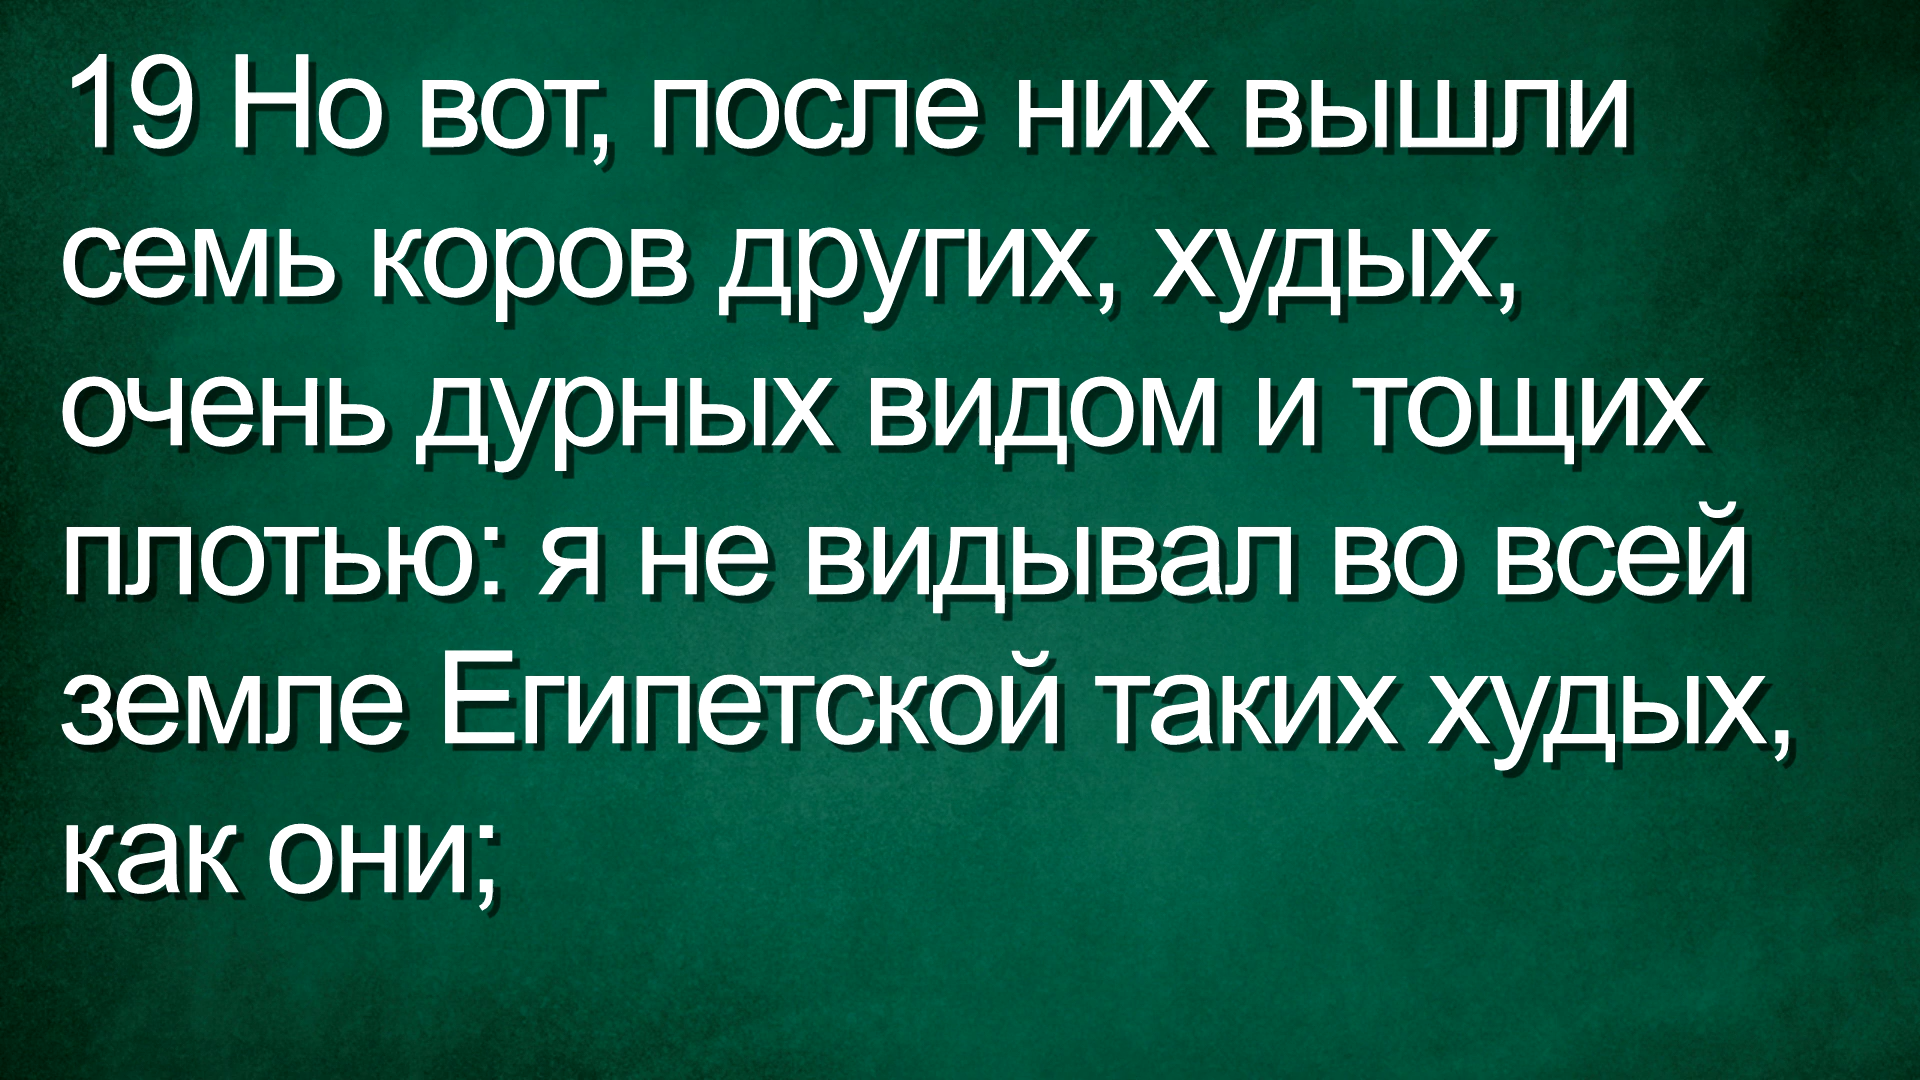 19 Но вот, после них вышли
семь коров других, худых,
очень дурных видом и тощих
плотью: я не видывал во всей
земле Египетской таких худых,
как они;